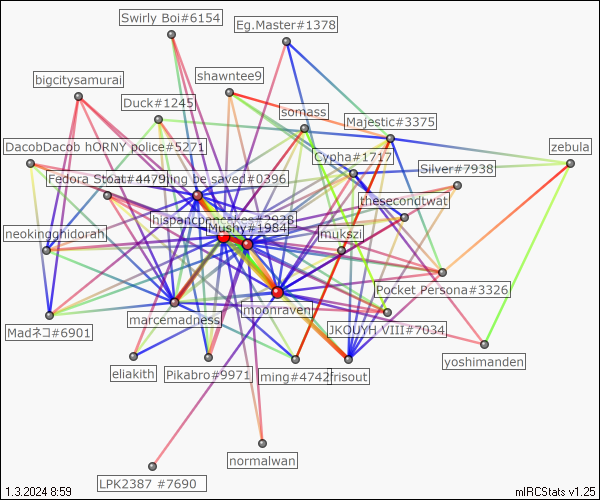 Swirly Boi#6154
Eg.Master#1378
shawntee9
bigcitysamurai
Duck#1245
somass
Majestic#3375
DacobDacob hORNY police#5271
Cypha#1717
zebula
Silver#7938
Fedora Stoat#4479
ling be saved#0396
thesecondtwat
Mushy#1984
neokingghidorah
mukszi
Pocket Persona#3326
moonraven
marcemadness
Madネコ#6901
JKOUYH VIII#7034
yoshimanden
eliakith
Pikabro#9971
ming#4742
frisout
normalwan
LPK2387 #7690
1.3.2024 8:59
mIRCStats v1.25